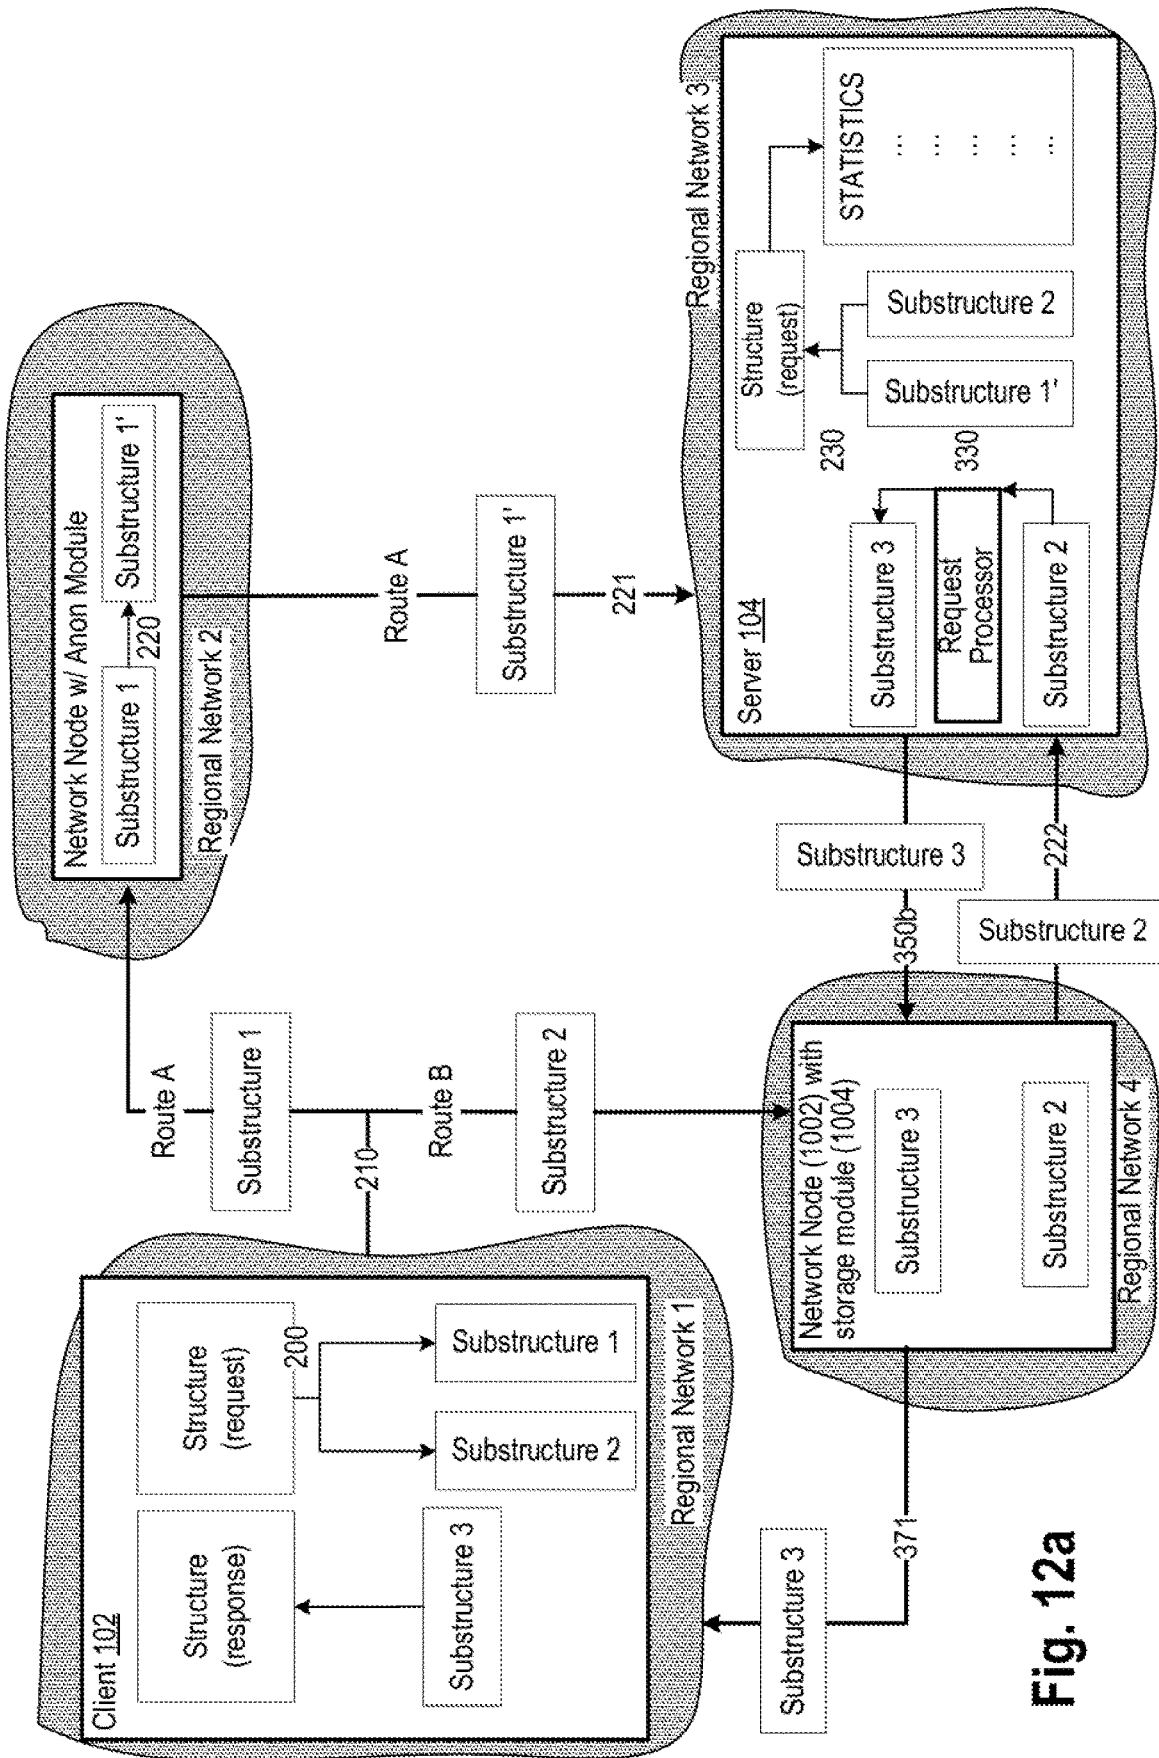 Client 102
Structure
(response)
Structure
(request)
200
Substructure 3
Substructure 2
Substructure 1
Regional Network 1
210
Route A
Substructure 1
Route B
Substructure 2
Network Node w/ Anon Module
Substructure 1
220
Substructure 1'
Regional Network 2
Route A
Substructure 1'
221
Regional Network 3
Server 104
Structure
(request)
STATISTICS
...
...
...
...
...
230
Substructure 1'
Substructure 2
330
Substructure 3
Request
Processor
Substructure 2
Substructure 3
350b
Substructure 2
222
Network Node (1002) with
storage module (1004)
Substructure 3
Substructure 2
Regional Network 4
371
Substructure 3
Fig. 12a